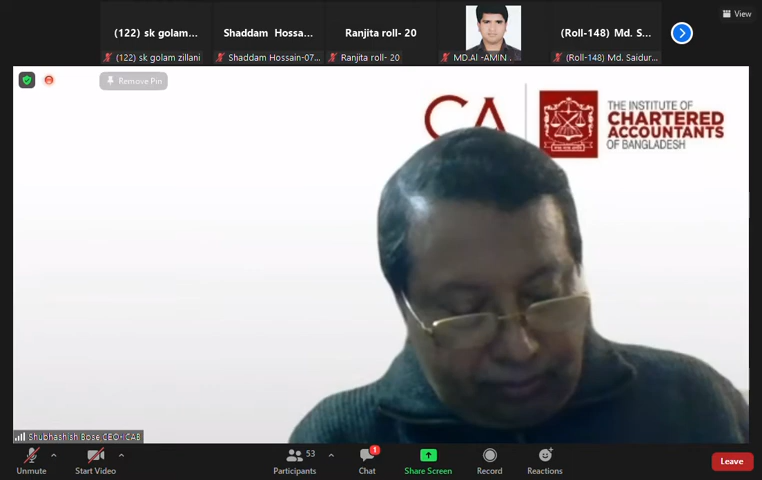 View
(122) sk golam...
Shaddam Hossa...
Ranjita roll- 20
(Roll-148) Md. S...
(122) sk golam zillani
Shaddam Hossain-07...
Ranjita roll- 20
MD.Al -AMIN .
(Roll-148) Md. Saidur...
Remove Pin
CA
THE INSTITUTE OF
CHARTERED
ACCOUNTANTS
OF BANGLADESH
Shubhashish Bose CEO
53
1
Unmute
Start Video
Participants
Chat
Share Screen
Record
Reactions
Leave